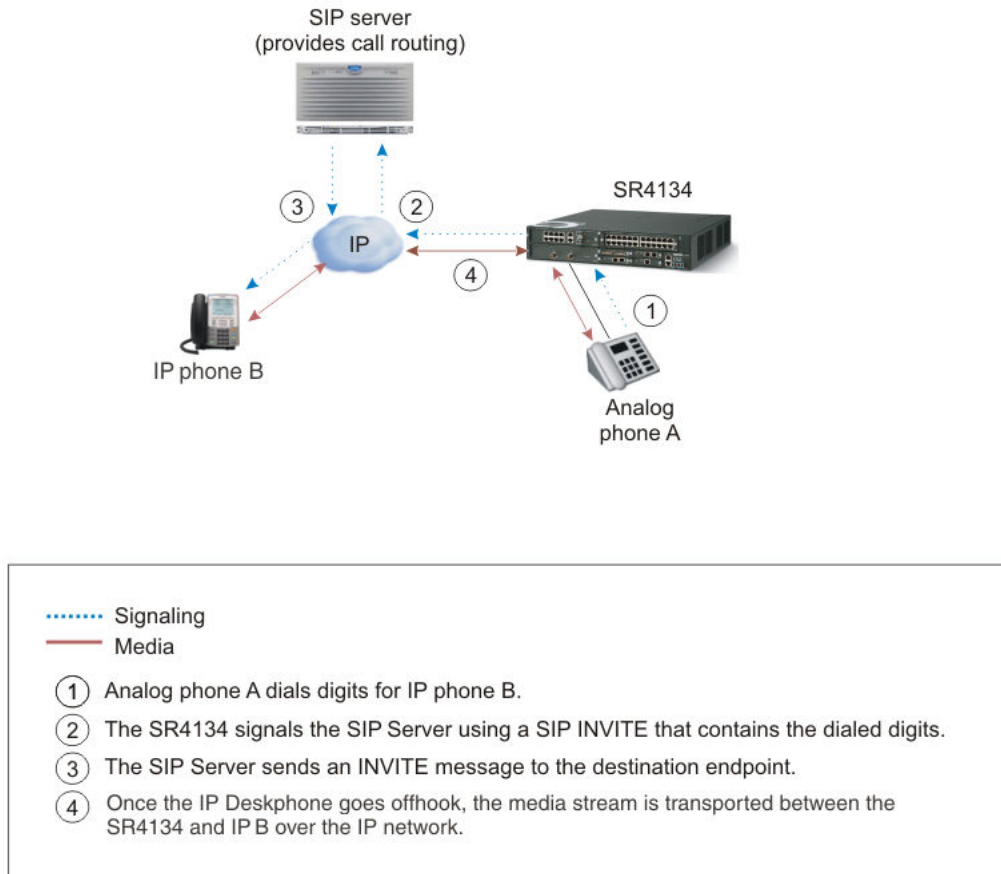 SIP server
(provides call routing)
SR4134
3
2
IP
4
1
IP phone B
Analog
phone A
Signaling
Media
1 Analog phone A dials digits for IP phone B.
2 The SR4134 signals the SIP Server using a SIP INVITE that contains the dialed digits.
3 The SIP Server sends an INVITE message to the destination endpoint.
4 Once the IP Deskphone goes offhook, the media stream is transported between the
SR4134 and IP B over the IP network.